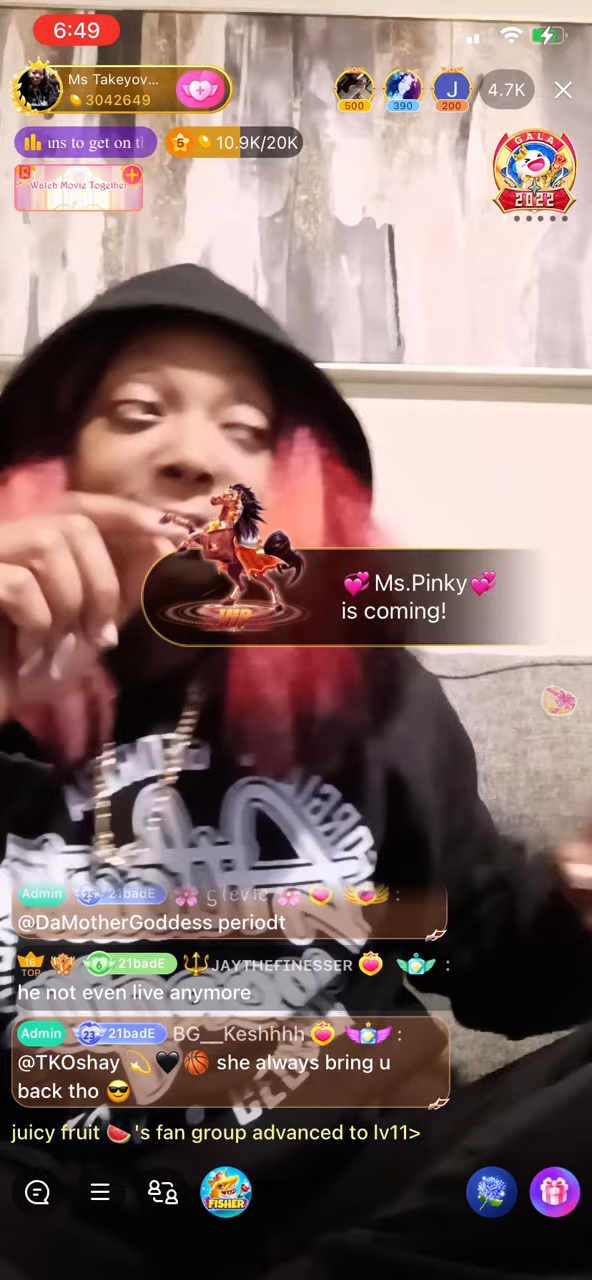 6:49
Ms Takeyov...
3042649
500
390
J
200
4.7K
ins to get on tl
5
10.9K/20K
GALA
2022
Watch Movie Together
Ms.Pinky
is coming!
VIP
Admin 25 21badE
@DaMotherGoddess periodt
16 TOP 6 21badE JAYTHEFINESSER :
he not even live anymore
Admin 23 21badE BG__Keshhhh :
@TKOshay 💫🖤🏀 she always bring u
back tho 😎
juicy fruit 🍉's fan group advanced to lv11>
FISHER